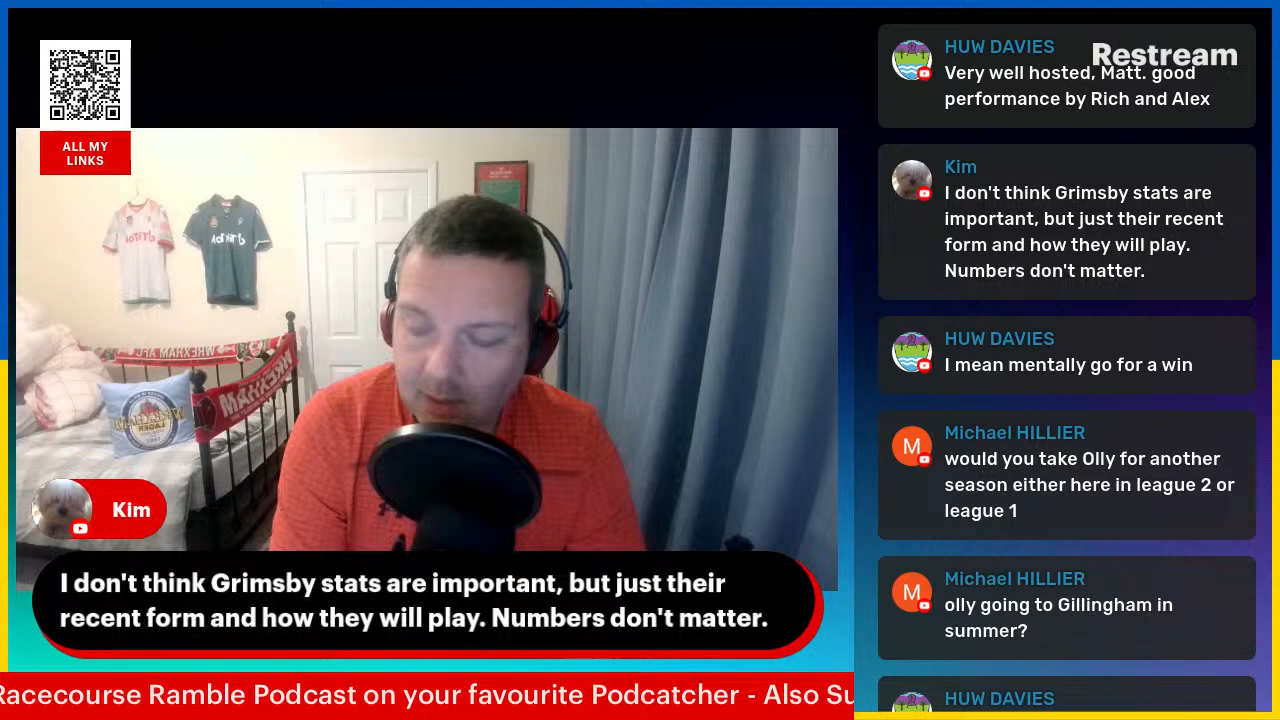 ALL MY
LINKS
WREXHAM AFC
WREXHAM
WREXHAM
LAGER
Kim
I don't think Grimsby stats are important, but just their
recent form and how they will play. Numbers don't matter.
Racecourse Ramble Podcast on your favourite Podcatcher - Also Su
Restream
HUW DAVIES
Very well hosted, Matt. good
performance by Rich and Alex
Kim
I don't think Grimsby stats are
important, but just their recent
form and how they will play.
Numbers don't matter.
HUW DAVIES
I mean mentally go for a win
M
Michael HILLIER
would you take Olly for another
season either here in league 2 or
league 1
M
Michael HILLIER
olly going to Gillingham in
summer?
HUW DAVIES